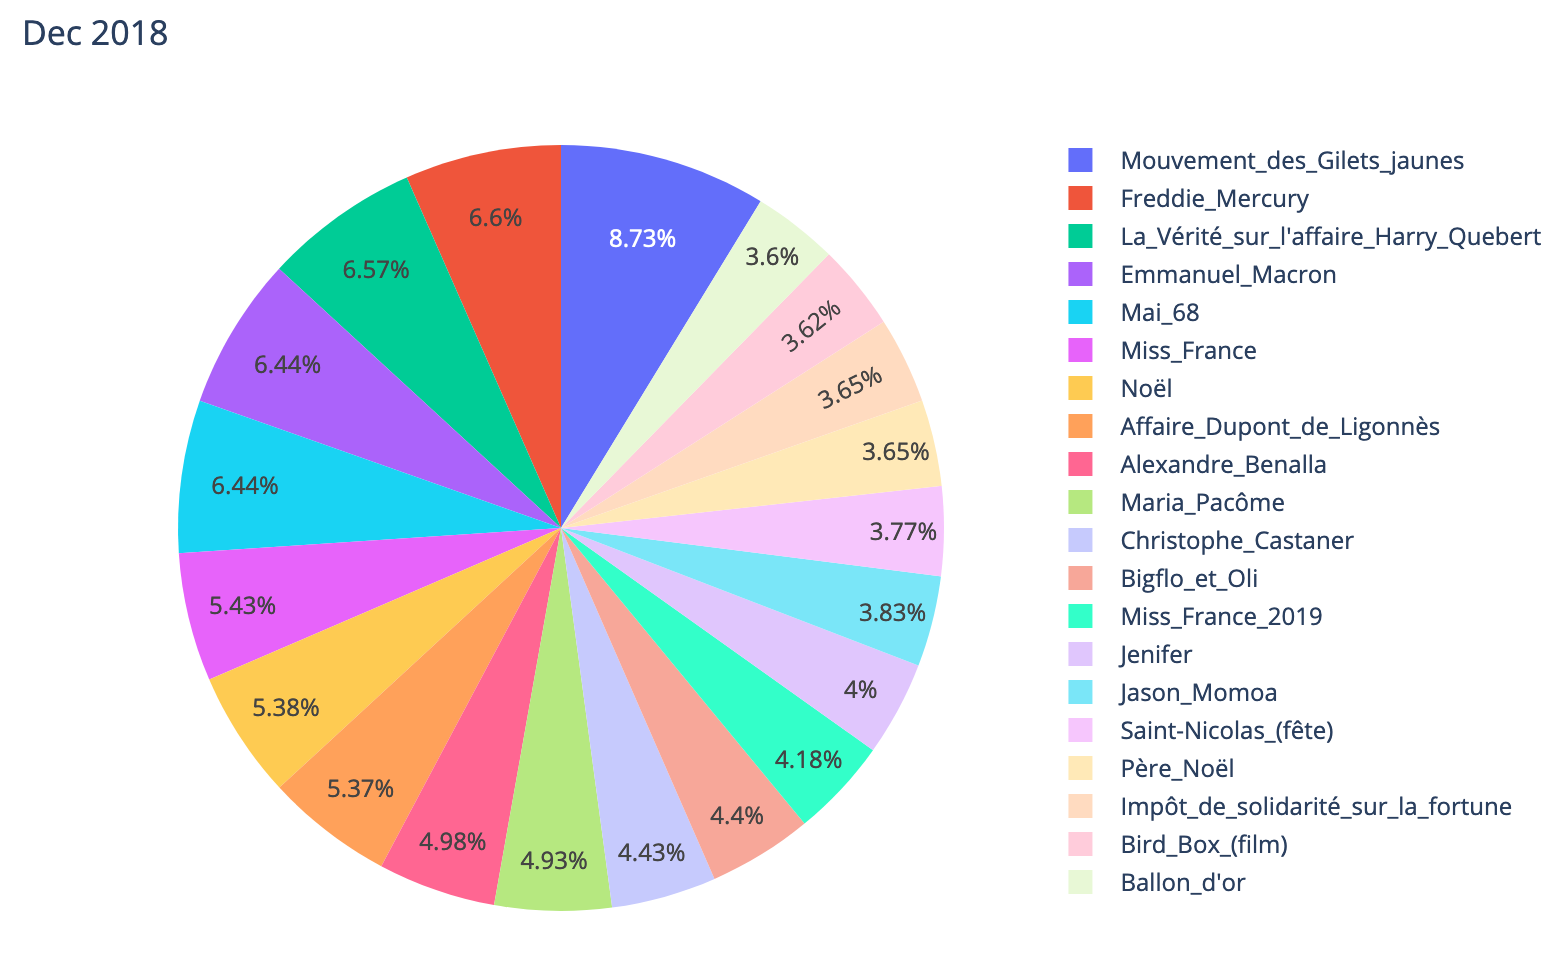 Dec 2018
8.73%
6.6%
6.57%
6.44%
6.44%
5.43%
5.38%
5.37%
4.98%
4.93%
4.43%
4.4%
4.18%
4%
3.83%
3.77%
3.65%
3.65%
3.62%
3.6%
Mouvement_des_Gilets_jaunes
Freddie_Mercury
La_Vérité_sur_l'affaire_Harry_Quebert
Emmanuel_Macron
Mai_68
Miss_France
Noël
Affaire_Dupont_de_Ligonnès
Alexandre_Benalla
Maria_Pacôme
Christophe_Castaner
Bigflo_et_Oli
Miss_France_2019
Jenifer
Jason_Momoa
Saint-Nicolas_(fête)
Père_Noël
Impôt_de_solidarité_sur_la_fortune
Bird_Box_(film)
Ballon_d'or